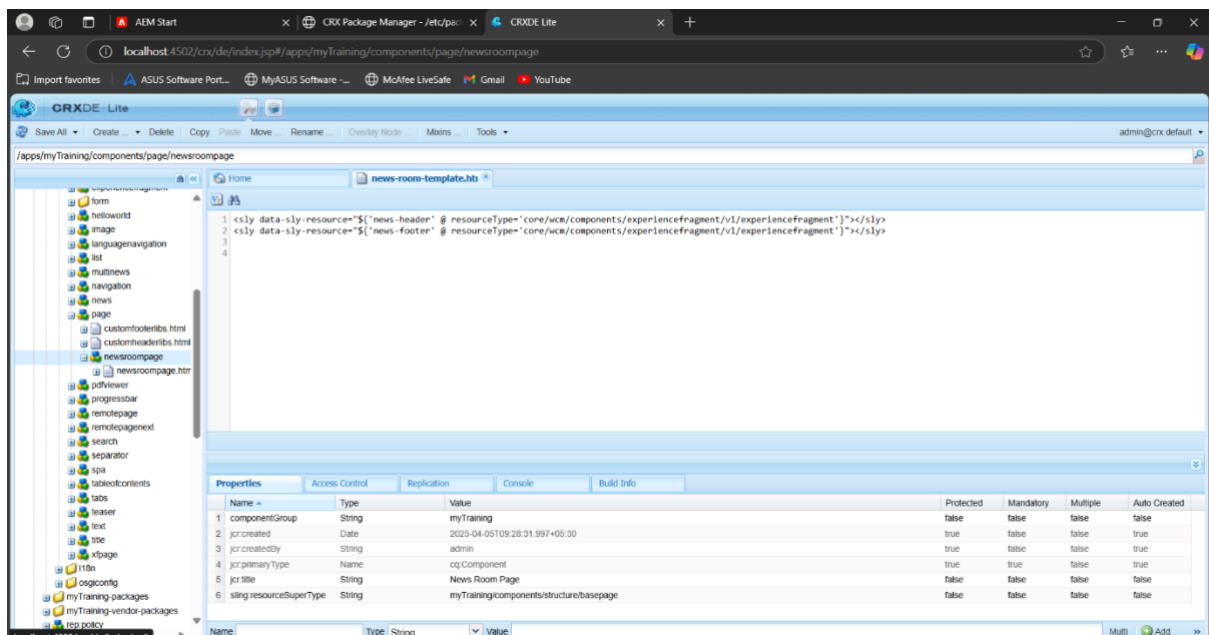 AEM Start
CRX Package Manager - /etc/pac
CRXDE Lite
localhost:4502/crx/de/index.jsp#/apps/myTraining/components/page/newsroompage
Import favorites
ASUS Software Port...
MyASUS Software -...
McAfee LiveSafe
Gmail
YouTube
CRXDE Lite
Save All Create ... Delete Copy Paste Move ... Rename ... Overlay Node ... Mixins ... Tools
admin@crx.default
/apps/myTraining/components/page/newsroompage
Home
news-room-template.htm
form
helloworld
image
languagenavigation
list
multinews
navigation
news
page
customfooterlibs.html
customheaderlibs.html
newsroompage
newsroompage.htm
pdfviewer
progressbar
remotepage
remotepagenext
search
separator
spa
tableofcontents
tabs
teaser
text
title
xfpage
i18n
osgiconfig
myTraining-packages
myTraining-vendor-packages
rep:policy
1 <sly data-sly-resource="${'news-header' @ resourceType='core/wcm/components/experiencefragment/v1/experiencefragment'}"></sly>
2 <sly data-sly-resource="${'news-footer' @ resourceType='core/wcm/components/experiencefragment/v1/experiencefragment'}"></sly>
3
4
Properties Access Control Replication Console Build Info
Name Type Value Protected Mandatory Multiple Auto Created
1 componentGroup String myTraining false false false false
2 jcr:created Date 2025-04-05T09:28:31.997+05:30 true false false true
3 jcr:createdBy String admin true false false true
4 jcr:primaryType Name cq:Component true true false true
5 jcr:title String News Room Page false false false false
6 sling:resourceSuperType String myTraining/components/structure/basepage false false false false
Name Type String Value Multi Add